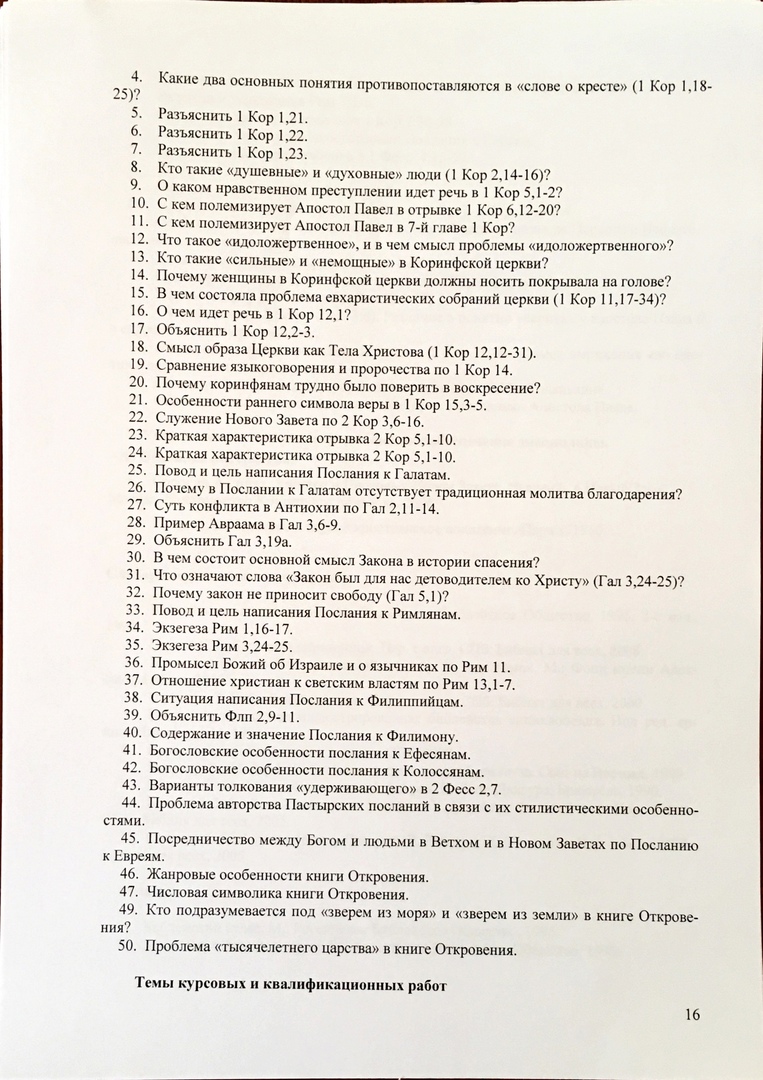 4. Какие два основных понятия противопоставляются в «слове о кресте» (1 Кор 1,18-
25)?
5. Разъяснить 1 Кор 1,21.
6. Разъяснить 1 Кор 1,22.
7. Разъяснить 1 Кор 1,23.
8. Кто такие «душевные» и «духовные» люди (1 Кор 2,14-16)?
9. О каком нравственном преступлении идет речь в 1 Кор 5,1-2?
10. С кем полемизирует Апостол Павел в отрывке 1 Кор 6,12-20?
11. С кем полемизирует Апостол Павел в 7-й главе 1 Кор?
12. Что такое «идоложертвенное», и в чем смысл проблемы «идоложертвенного»?
13. Кто такие «сильные» и «немощные» в Коринфской церкви?
14. Почему женщины в Коринфской церкви должны носить покрывала на голове?
15. В чем состояла проблема евхаристических собраний церкви (1 Кор 11,17-34)?
16. О чем идет речь в 1 Кор 12,1?
17. Объяснить 1 Кор 12,2-3.
18. Смысл образа Церкви как Тела Христова (1 Кор 12,12-31).
19. Сравнение языкоговорения и пророчества по 1 Кор 14.
20. Почему коринфянам трудно было поверить в воскресение?
21. Особенности раннего символа веры в 1 Кор 15,3-5.
22. Служение Нового Завета по 2 Кор 3,6-16.
23. Краткая характеристика отрывка 2 Кор 5,1-10.
24. Краткая характеристика отрывка 2 Кор 5,1-10.
25. Повод и цель написания Послания к Галатам.
26. Почему в Послании к Галатам отсутствует традиционная молитва благодарения?
27. Суть конфликта в Антиохии по Гал 2,11-14.
28. Пример Авраама в Гал 3,6-9.
29. Объяснить Гал 3,19а.
30. В чем состоит основной смысл Закона в истории спасения?
31. Что означают слова «Закон был для нас детоводителем ко Христу» (Гал 3,24-25)?
32. Почему закон не приносит свободу (Гал 5,1)?
33. Повод и цель написания Послания к Римлянам.
34. Экзегеза Рим 1,16-17.
35. Экзегеза Рим 3,24-25.
36. Промысел Божий об Израиле и о язычниках по Рим 11.
37. Отношение христиан к светским властям по Рим 13,1-7.
38. Ситуация написания Послания к Филиппийцам.
39. Объяснить Флп 2,9-11.
40. Содержание и значение Послания к Филимону.
41. Богословские особенности послания к Ефесянам.
42. Богословские особенности послания к Колоссянам.
43. Варианты толкования «удерживающего» в 2 Фесс 2,7.
44. Проблема авторства Пастырских посланий в связи с их стилистическими особенно-
стями.
45. Посредничество между Богом и людьми в Ветхом и в Новом Заветах по Посланию
к Евреям.
46. Жанровые особенности книги Откровения.
47. Числовая символика книги Откровения.
49. Кто подразумевается под «зверем из моря» и «зверем из земли» в книге Открове-
ния?
50. Проблема «тысячелетнего царства» в книге Откровения.
Темы курсовых и квалификационных работ
16